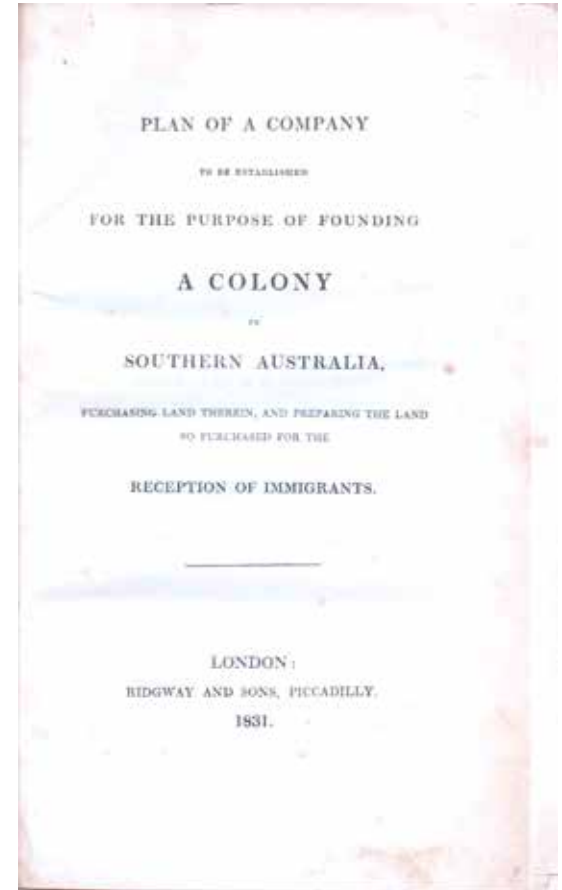 PLAN OF A COMPANY
TO BE ESTABLISHED
FOR THE PURPOSE OF FOUNDING
A COLONY
IN
SOUTHERN AUSTRALIA,
PURCHASING LAND THEREIN, AND PREPARING THE LAND
SO PURCHASED FOR THE
RECEPTION OF IMMIGRANTS.
LONDON:
RIDGWAY AND SONS, PICCADILLY.
1831.